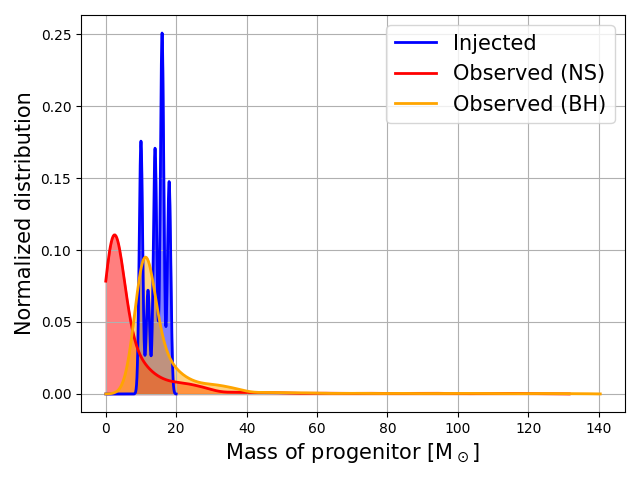 Normalized distribution
0.25
0.20
0.15
0.10
0.05
0.00
Injected
Observed (NS)
Observed (BH)
0 20 40 60 80 100 120 140
Mass of progenitor [M⊙]